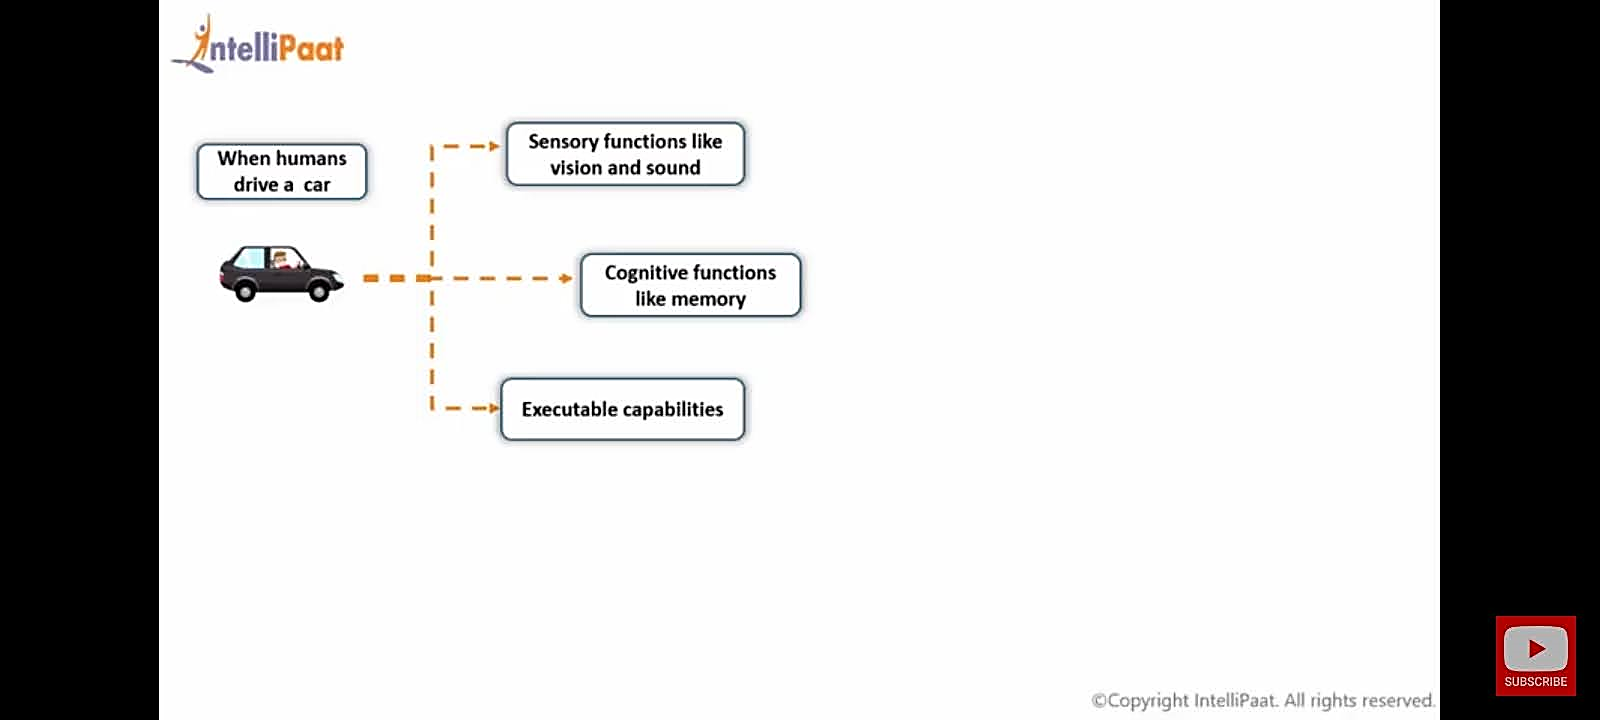 IntelliPaat
When humans
drive a car
Sensory functions like
vision and sound
Cognitive functions
like memory
Executable capabilities
SUBSCRIBE
©Copyright IntelliPaat. All rights reserved.